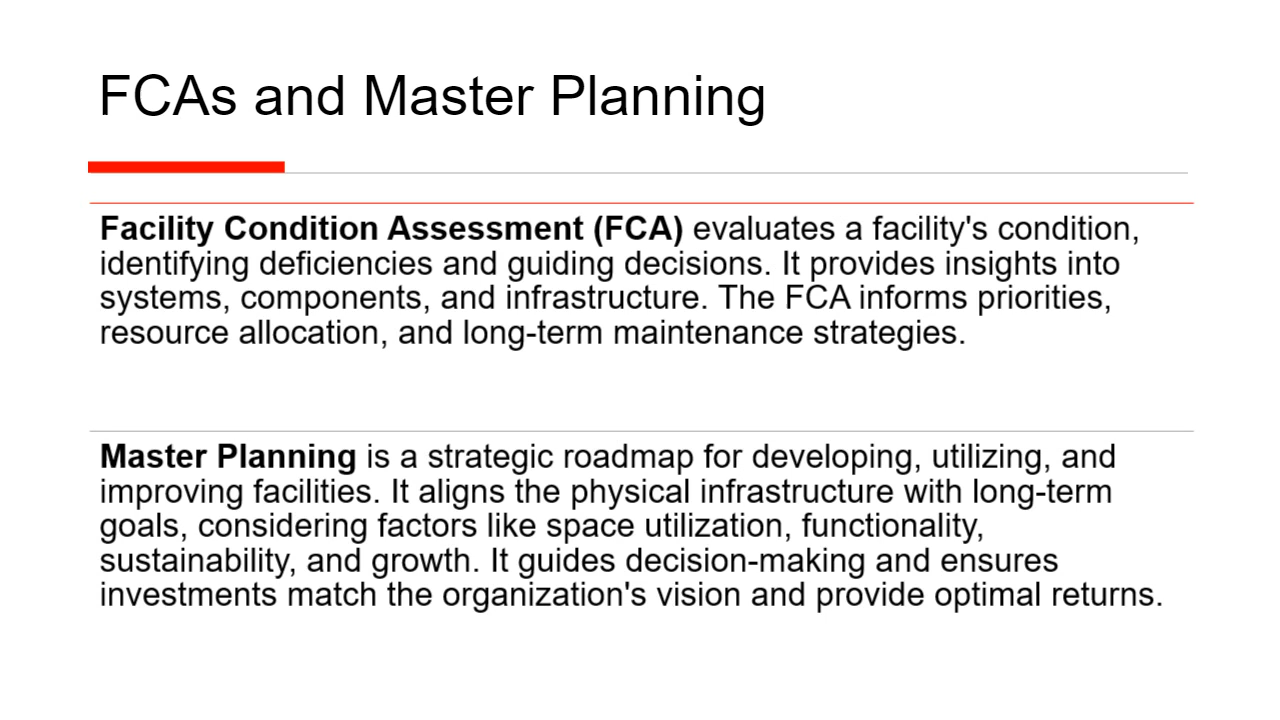 FCAs and Master Planning
Facility Condition Assessment (FCA) evaluates a facility's condition,
identifying deficiencies and guiding decisions. It provides insights into
systems, components, and infrastructure. The FCA informs priorities,
resource allocation, and long-term maintenance strategies.
Master Planning is a strategic roadmap for developing, utilizing, and
improving facilities. It aligns the physical infrastructure with long-term
goals, considering factors like space utilization, functionality,
sustainability, and growth. It guides decision-making and ensures
investments match the organization's vision and provide optimal returns.